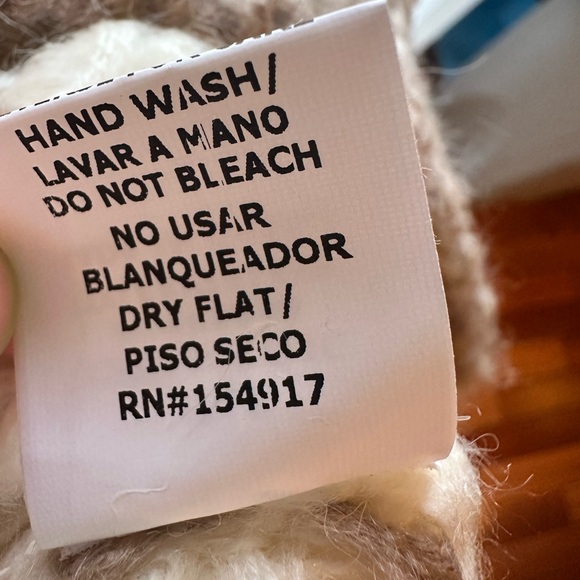 HAND WASH/
LAVAR A MANO
DO NOT BLEACH
NO USAR
BLANQUEADOR
DRY FLAT/
PISO SECO
RN#154917